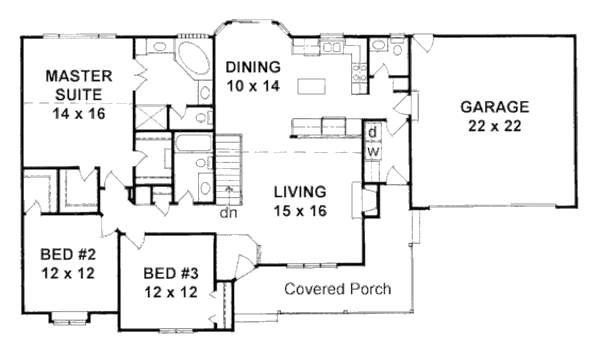 MASTER
SUITE
14 x 16
DINING
10 x 14
GARAGE
22 x 22
d
w
LIVING
15 x 16
dn
BED #2
12 x 12
BED #3
12 x 12
Covered Porch